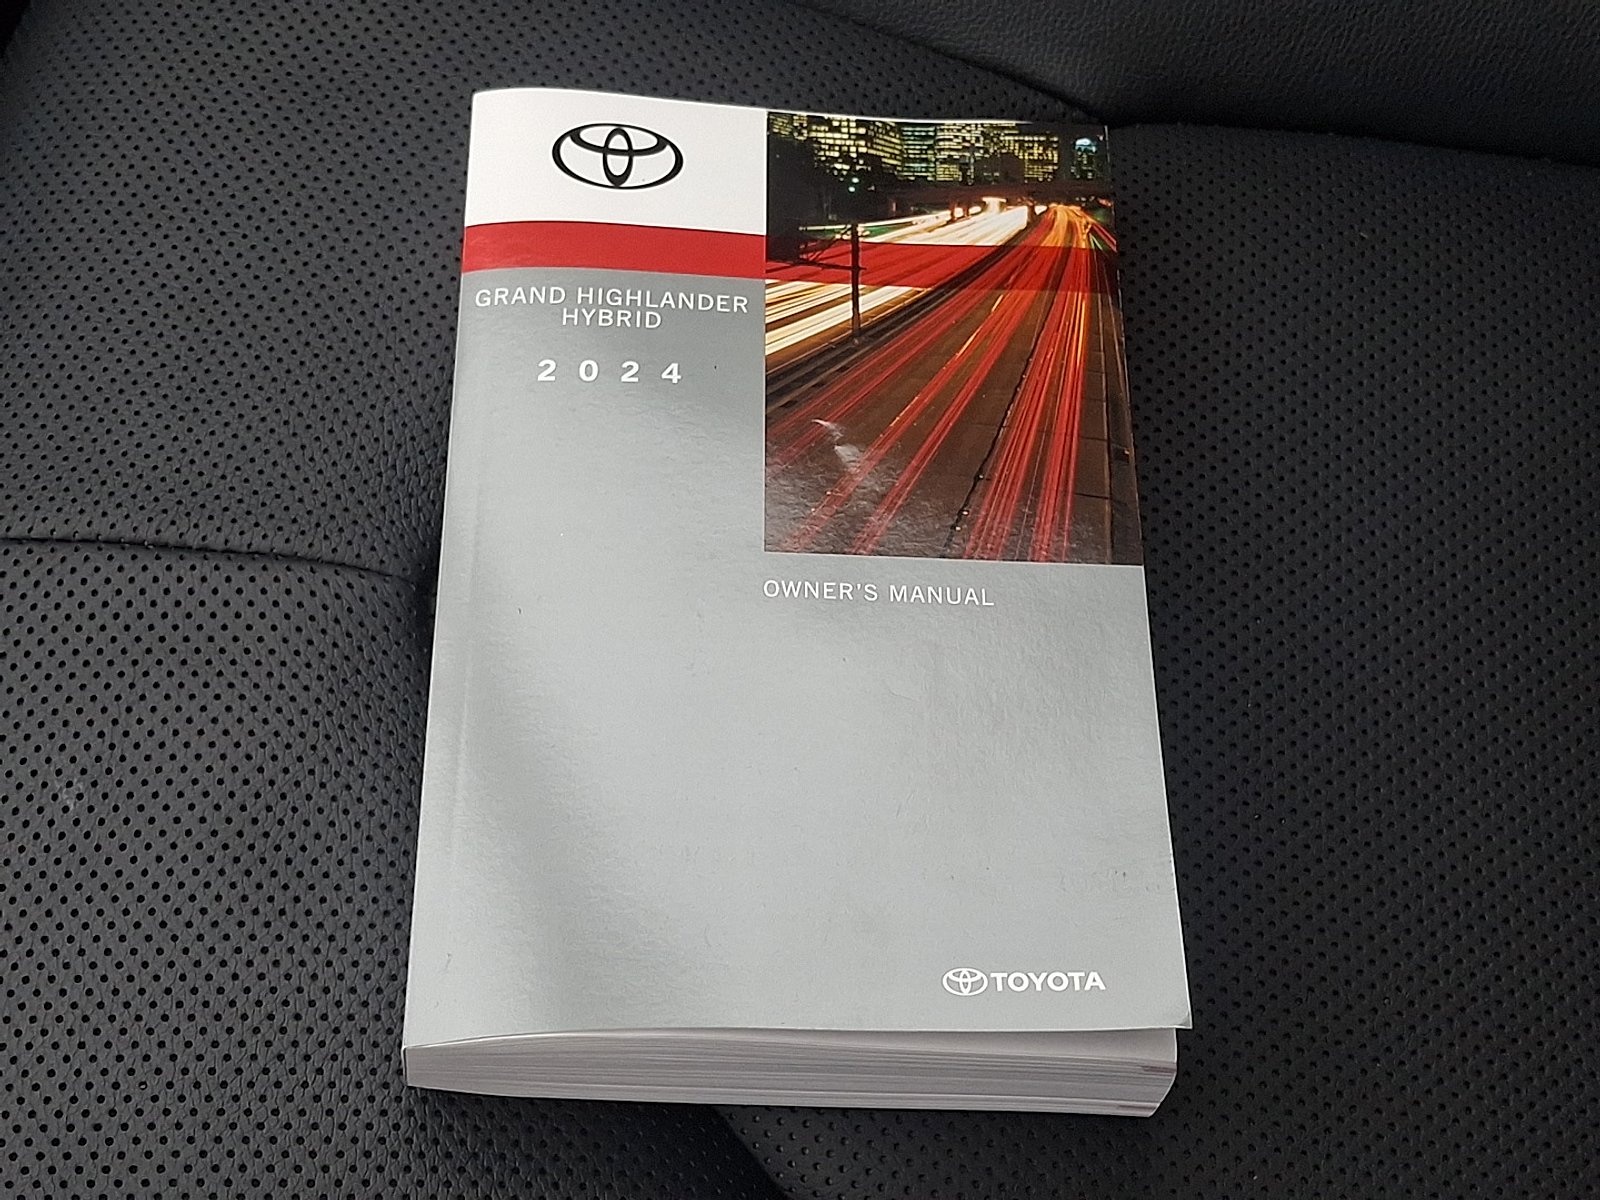 GRAND HIGHLANDER
HYBRID
2024
OWNER'S MANUAL
TOYOTA